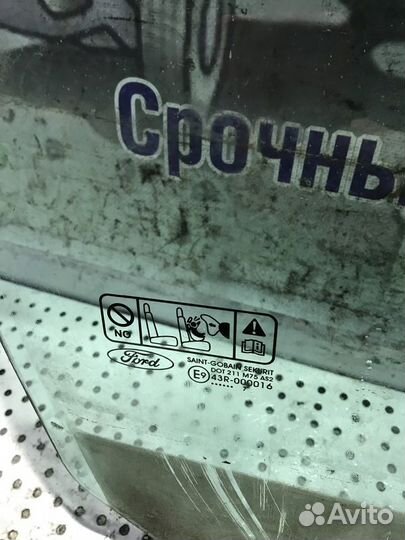 Срочны
NO
Ford
SAINT-GOBAIN SEKURIT
DOT 211 M75 AS2
E9 43R-000016
Avito